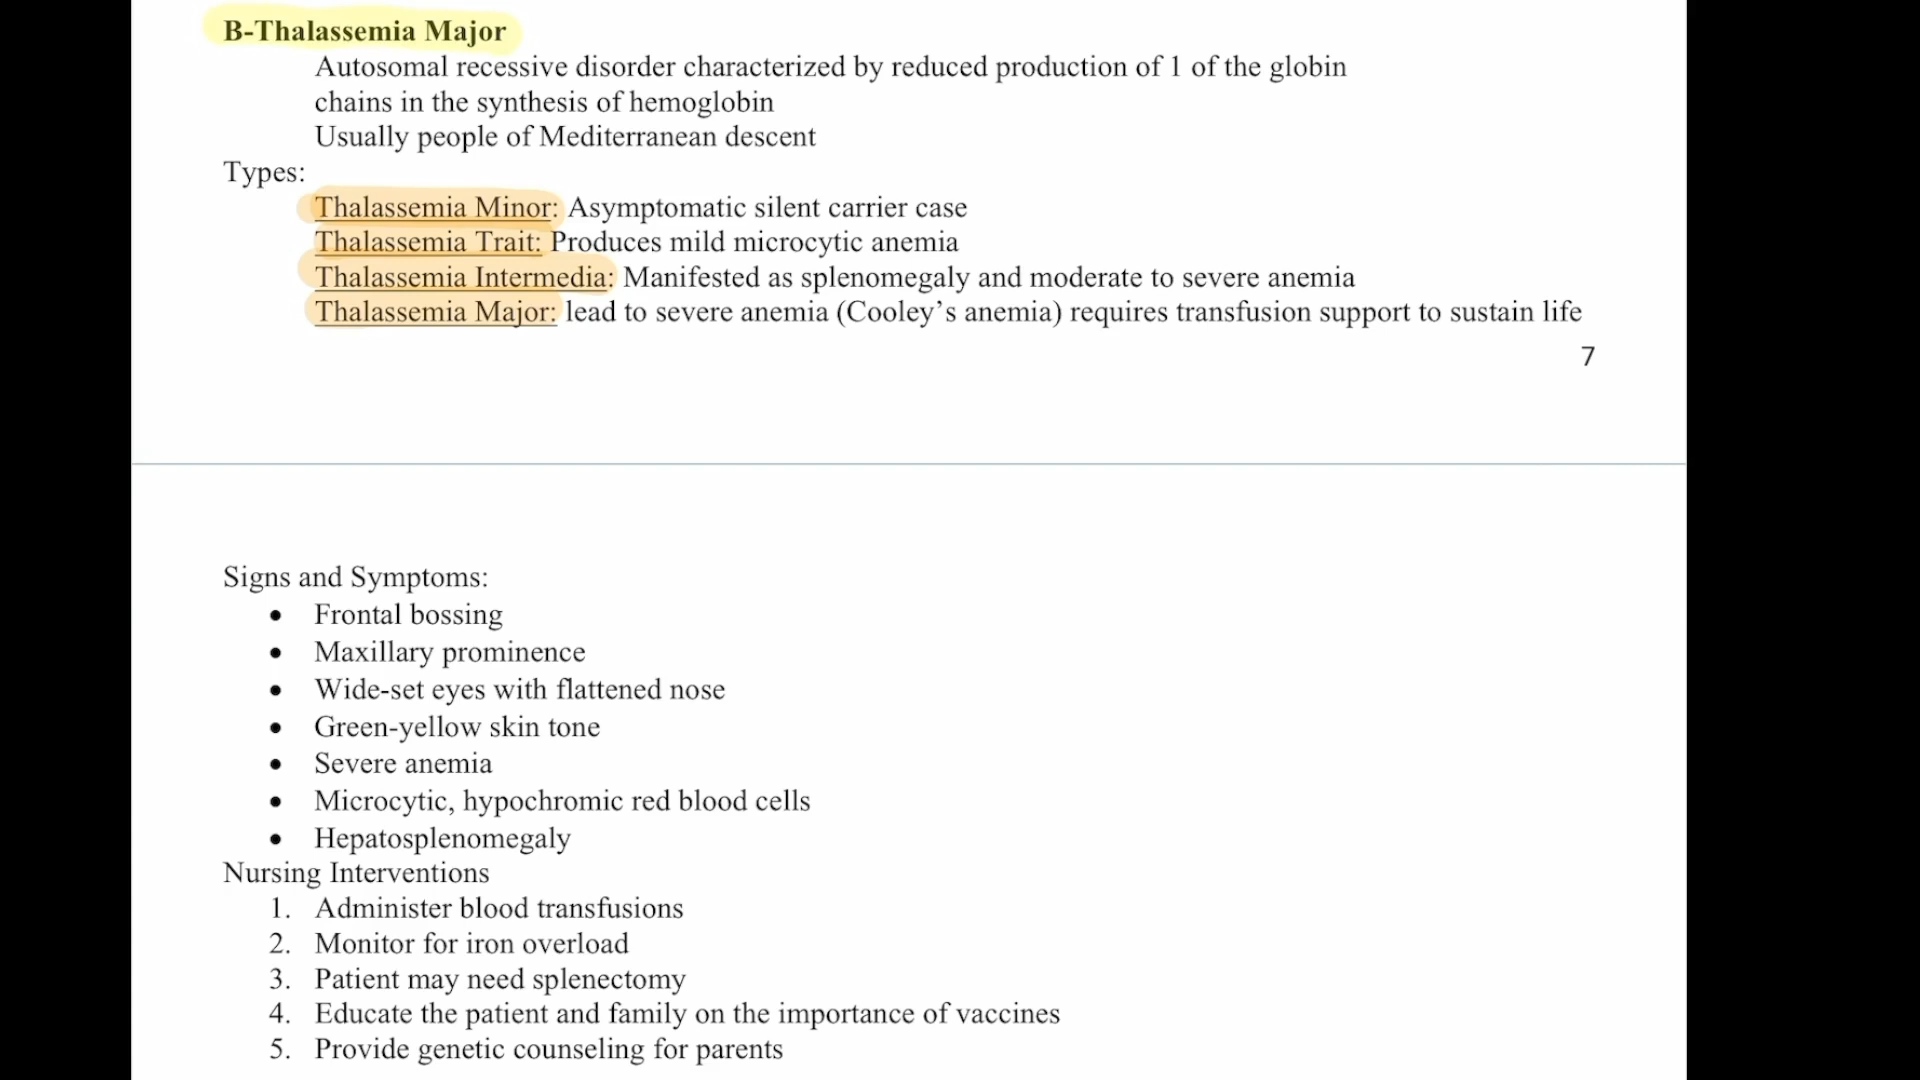 B-Thalassemia Major
Autosomal recessive disorder characterized by reduced production of 1 of the globin
chains in the synthesis of hemoglobin
Usually people of Mediterranean descent
Types:
Thalassemia Minor: Asymptomatic silent carrier case
Thalassemia Trait: Produces mild microcytic anemia
Thalassemia Intermedia: Manifested as splenomegaly and moderate to severe anemia
Thalassemia Major: lead to severe anemia (Cooley’s anemia) requires transfusion support to sustain life
7
Signs and Symptoms:
• Frontal bossing
• Maxillary prominence
• Wide-set eyes with flattened nose
• Green-yellow skin tone
• Severe anemia
• Microcytic, hypochromic red blood cells
• Hepatosplenomegaly
Nursing Interventions
1. Administer blood transfusions
2. Monitor for iron overload
3. Patient may need splenectomy
4. Educate the patient and family on the importance of vaccines
5. Provide genetic counseling for parents